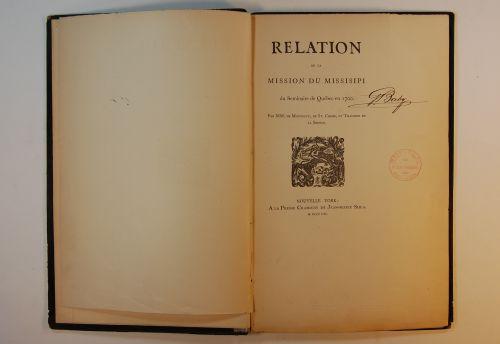 RELATION
DE LA
MISSION DU MISSISIPI
du Seminaire de Québec en 1700.
Par MM. de Montigny, de St. Cosme, et Thaumur de
la Source.
NOUVELLE YORK:
A la Presse Cramoisy de Jean-Marie Shea.